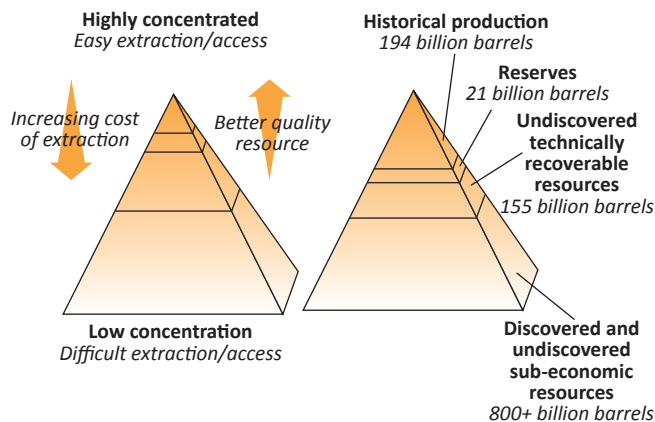 Highly concentrated
Easy extraction/access
Increasing cost
of extraction
Better quality
resource
Low concentration
Difficult extraction/access
Historical production
194 billion barrels
Reserves
21 billion barrels
Undiscovered
technically
recoverable
resources
155 billion barrels
Discovered and
undiscovered
sub-economic
resources
800+ billion barrels